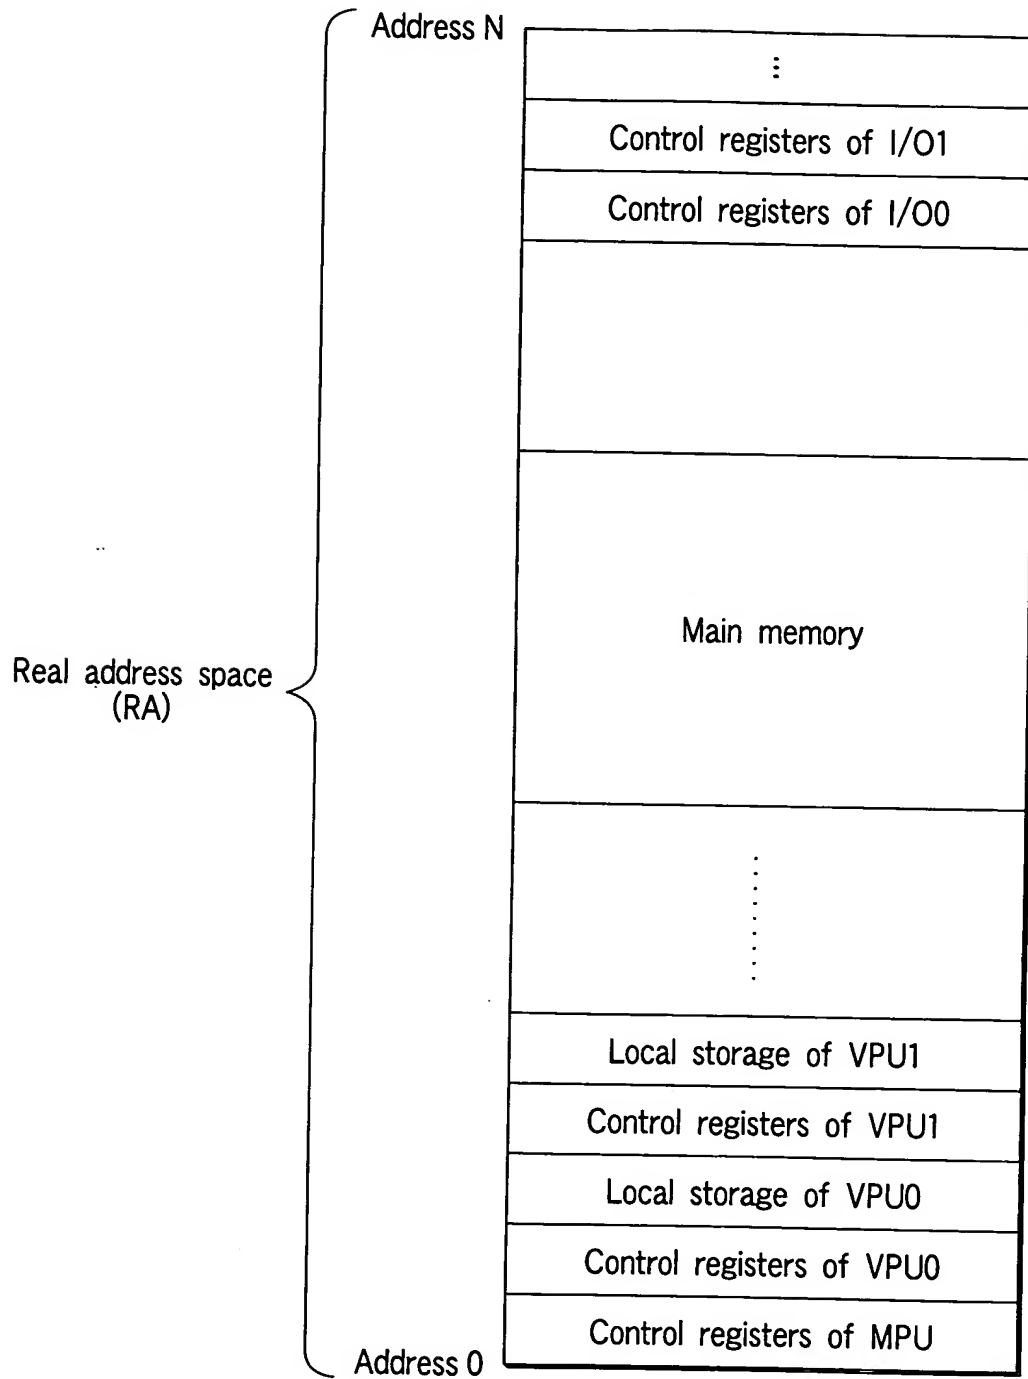 Address N
⋮
Control registers of I/O1
Control registers of I/O0
Main memory
Real address space
(RA)
Local storage of VPU1
Control registers of VPU1
Local storage of VPU0
Control registers of VPU0
Control registers of MPU
Address 0